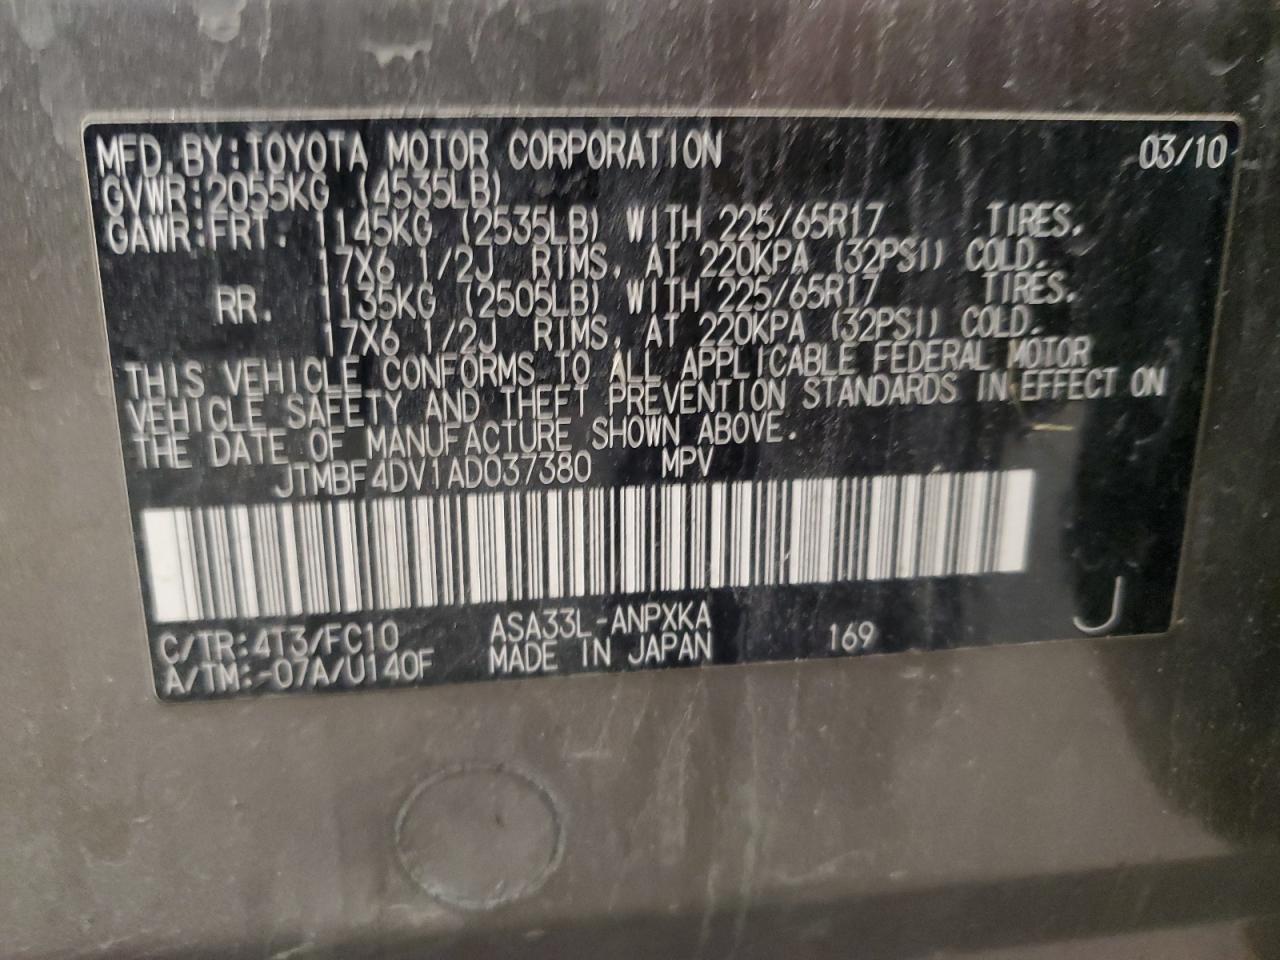 MFD. BY: TOYOTA MOTOR CORPORATION 03/10
GVWR: 2055KG (4535LB)
GAWR: FRT. 1145KG (2535LB) WITH 225/65R17 TIRES.
17X6 1/2J RIMS, AT 220KPA (32PSI) COLD.
RR. 1135KG (2505LB) WITH 225/65R17 TIRES.
17X6 1/2J RIMS, AT 220KPA (32PSI) COLD.
THIS VEHICLE CONFORMS TO ALL APPLICABLE FEDERAL MOTOR
VEHICLE SAFETY AND THEFT PREVENTION STANDARDS IN EFFECT ON
THE DATE OF MANUFACTURE SHOWN ABOVE.
JTMBF4DV1AD037380 MPV
C/TR: 4T3/FC10 ASA33L-ANPXKA 169 J
A/TM: -07A/U140F MADE IN JAPAN